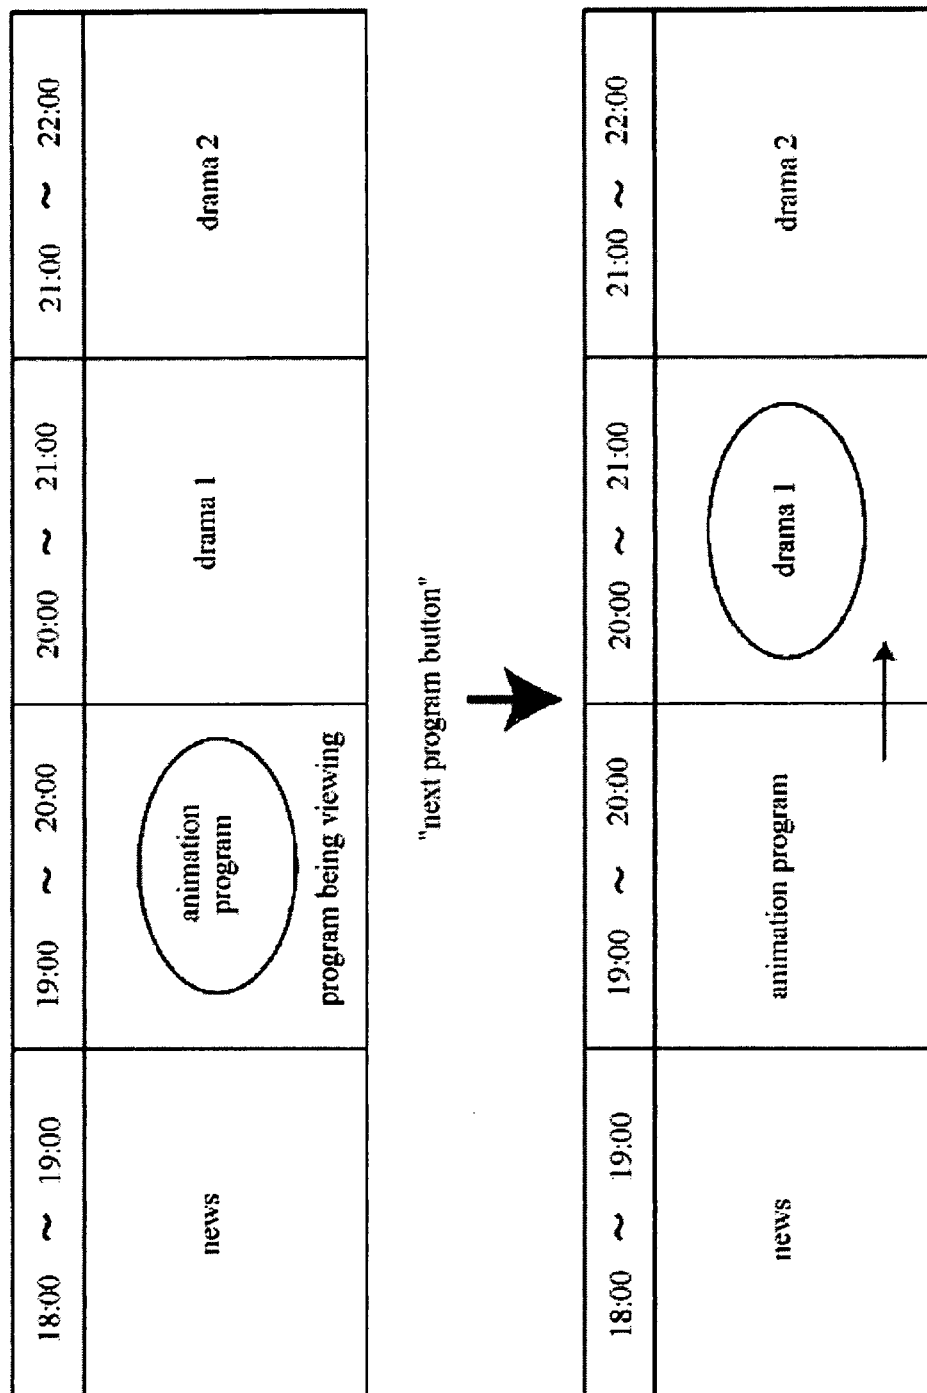 18:00 ~ 19:00
19:00 ~ 20:00
20:00 ~ 21:00
21:00 ~ 22:00
news
animation
program
program being viewing
drama 1
drama 2
"next program button"
18:00 ~ 19:00
19:00 ~ 20:00
20:00 ~ 21:00
21:00 ~ 22:00
news
animation program
drama 1
drama 2